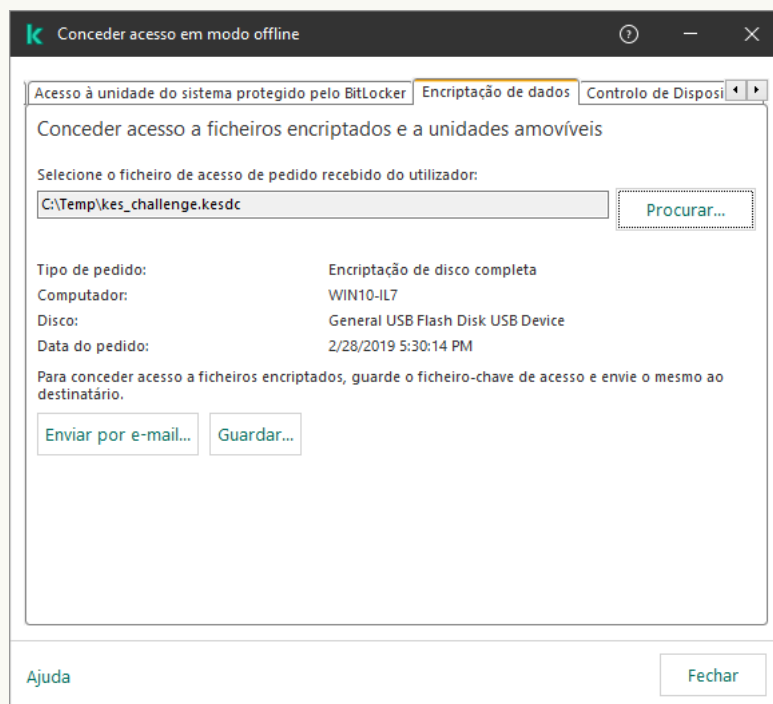 Conceder acesso em modo offline
Acesso à unidade do sistema protegido pelo BitLocker Encriptação de dados Controlo de Disposi
Conceder acesso a ficheiros encriptados e a unidades amovíveis
Selecione o ficheiro de acesso de pedido recebido do utilizador:
C:\Temp\kes_challenge.kesdc Procurar...
Tipo de pedido: Encriptação de disco completa
Computador: WIN10-IL7
Disco: General USB Flash Disk USB Device
Data do pedido: 2/28/2019 5:30:14 PM
Para conceder acesso a ficheiros encriptados, guarde o ficheiro-chave de acesso e envie o mesmo ao
destinatário.
Enviar por e-mail... Guardar...
Ajuda Fechar